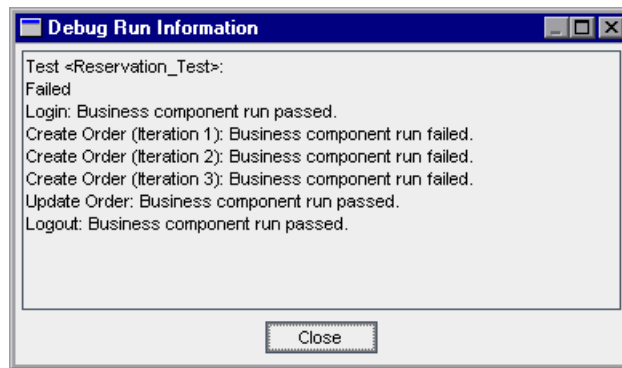 Debug Run Information
Test <Reservation_Test>:
Failed
Login: Business component run passed.
Create Order (Iteration 1): Business component run failed.
Create Order (Iteration 2): Business component run failed.
Create Order (Iteration 3): Business component run failed.
Update Order: Business component run passed.
Logout: Business component run passed.
Close